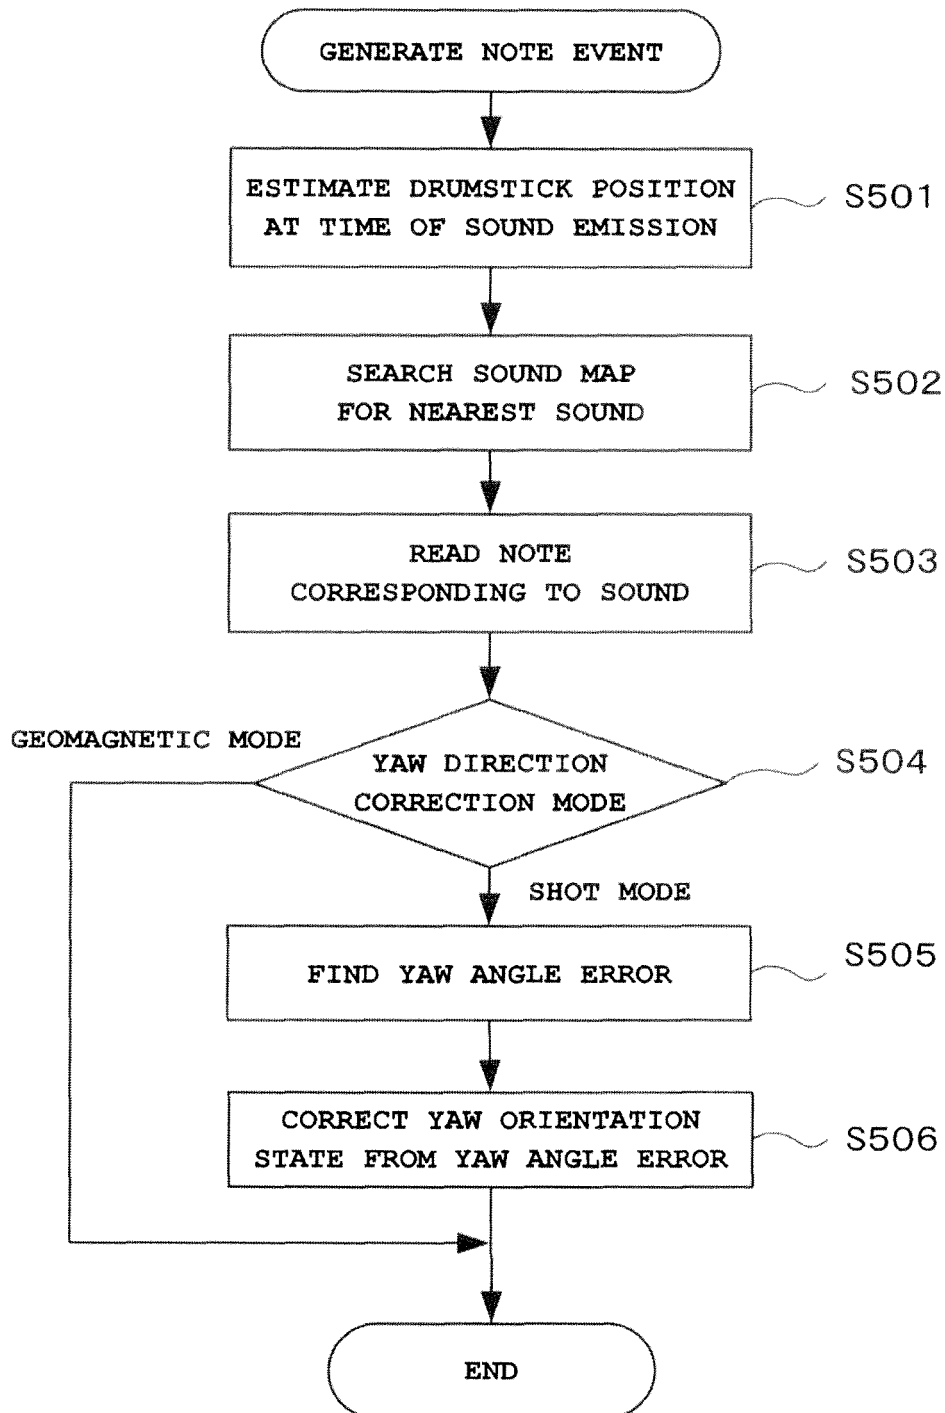 GENERATE NOTE EVENT
ESTIMATE DRUMSTICK POSITION
AT TIME OF SOUND EMISSION
S501
SEARCH SOUND MAP
FOR NEAREST SOUND
S502
READ NOTE
CORRESPONDING TO SOUND
S503
GEOMAGNETIC MODE
YAW DIRECTION
CORRECTION MODE
S504
SHOT MODE
FIND YAW ANGLE ERROR
S505
CORRECT YAW ORIENTATION
STATE FROM YAW ANGLE ERROR
S506
END